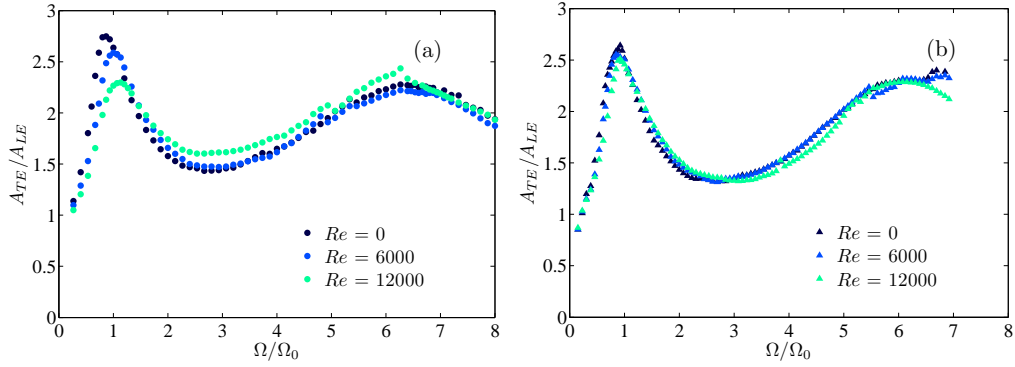 3
2.5
2
1.5
1
0.5
0
A_{TE}/A_{LE}
(a)
Re = 0
Re = 6000
Re = 12000
0 1 2 3 4 5 6 7 8
Ω/Ω_0
3
2.5
2
1.5
1
0.5
0
A_{TE}/A_{LE}
(b)
Re = 0
Re = 6000
Re = 12000
0 1 2 3 4 5 6 7 8
Ω/Ω_0